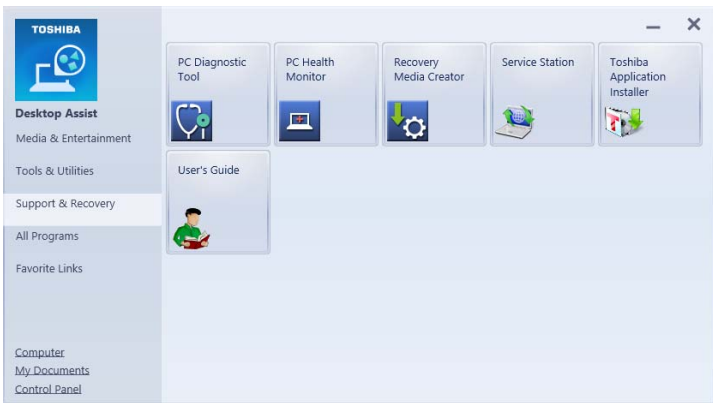 TOSHIBA
Desktop Assist
Media & Entertainment
Tools & Utilities
Support & Recovery
All Programs
Favorite Links
Computer
My Documents
Control Panel
PC Diagnostic
Tool
PC Health
Monitor
Recovery
Media Creator
Service Station
Toshiba
Application
Installer
User's Guide